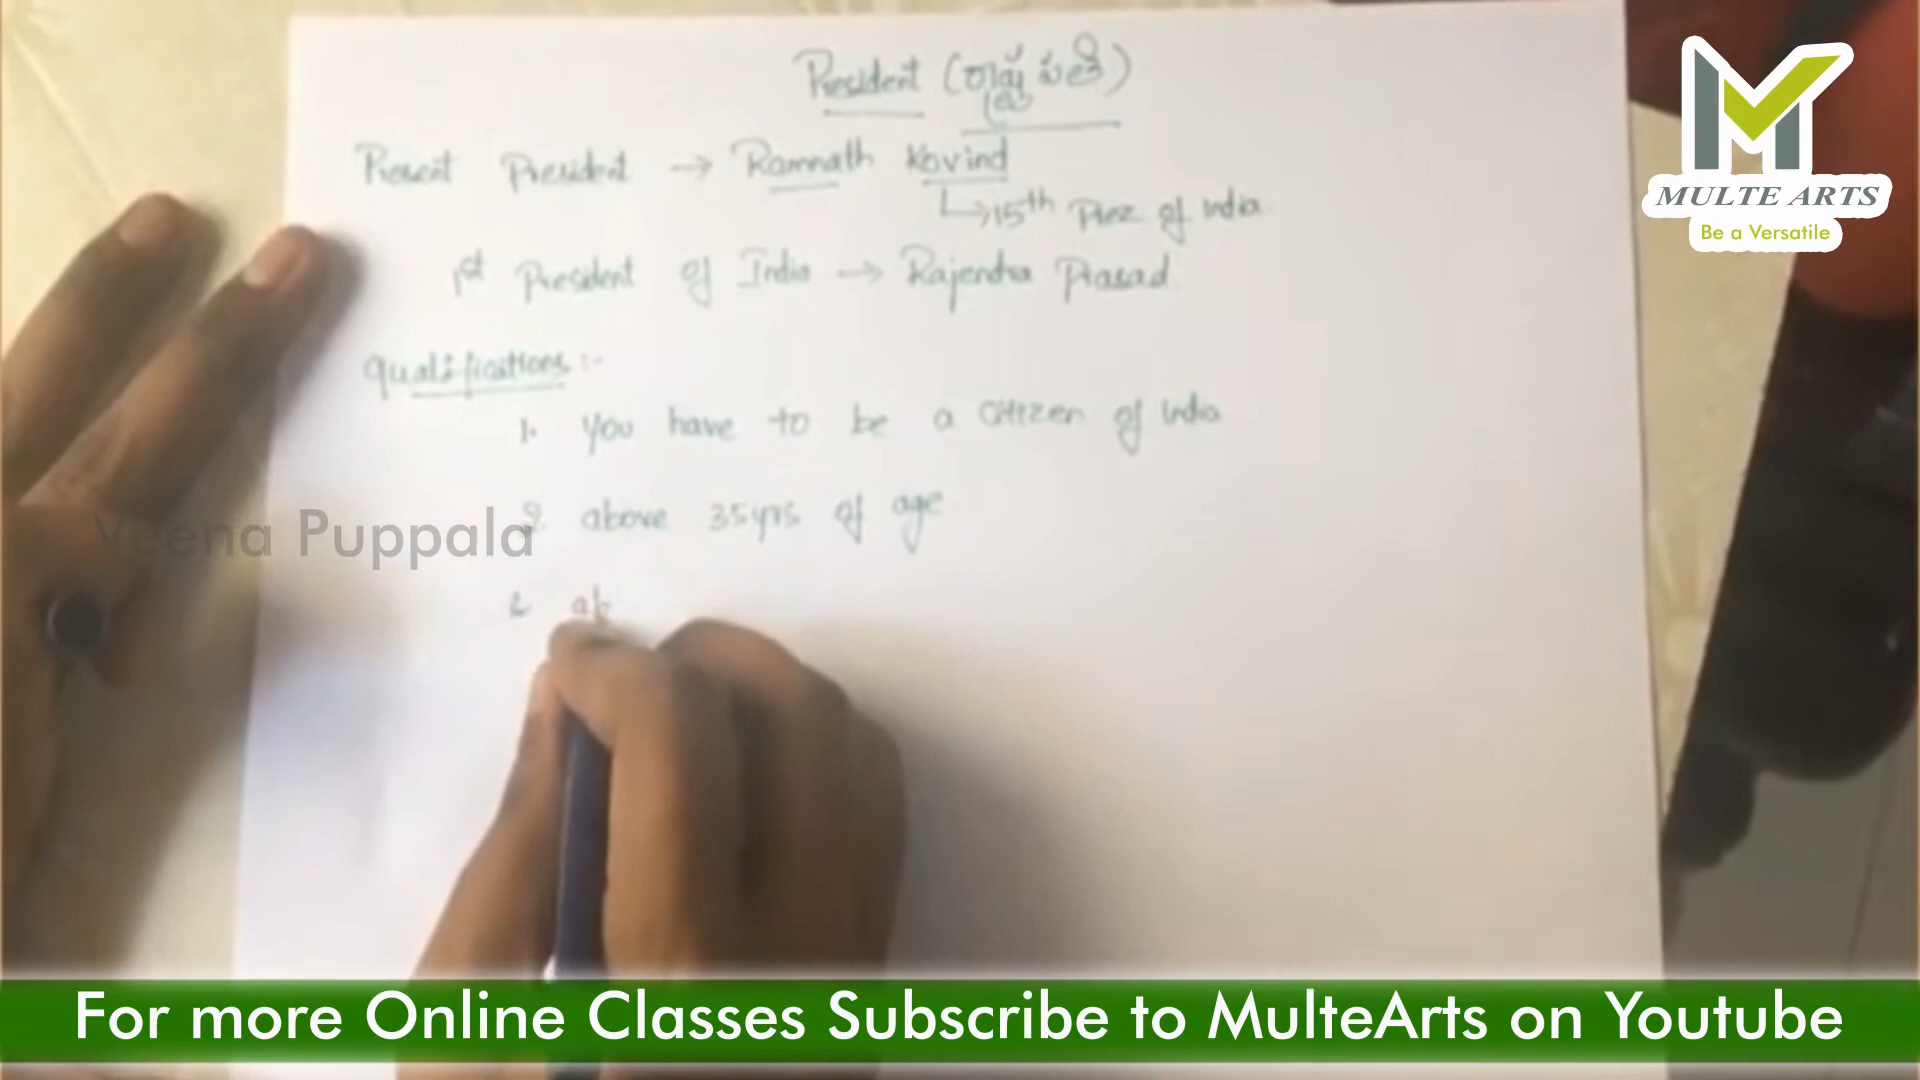 President (రాష్ట్రపతి)
Present President → Ramnath Kovind
↳ 15th Prez of India
1st President of India → Rajendra Prasad
Qualifications :-
1. You have to be a citizen of India
2. above 35yrs of age
2 ab
Veena Puppala
MULTE ARTS
Be a Versatile
For more Online Classes Subscribe to MulteArts on Youtube